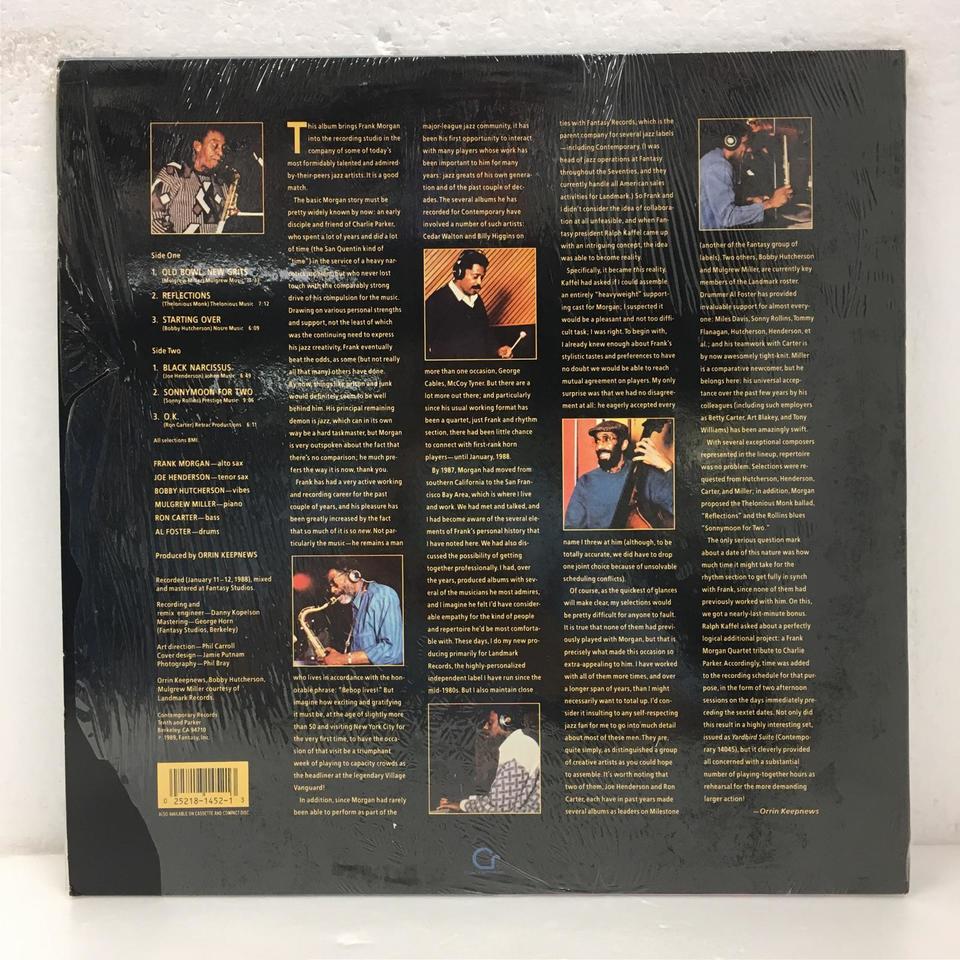 Side One
1. OLD BOWL, NEW GRITS
(Mulgrew Miller) Mulgrew Music
2. REFLECTIONS
(Thelonious Monk) Thelonious Music 7:12
3. STARTING OVER
(Bobby Hutcherson) Nosre Music 6:09
Side Two
1. BLACK NARCISSUS
(Joe Henderson) Johen Music 6:49
2. SONNYMOON FOR TWO
(Sonny Rollins) Prestige Music 9:06
3. O.K.
(Ron Carter) Retrac Productions 6:11
All selections BMI.
FRANK MORGAN—alto sax
JOE HENDERSON—tenor sax
BOBBY HUTCHERSON—vibes
MULGREW MILLER—piano
RON CARTER—bass
AL FOSTER—drums
Produced by ORRIN KEEPNEWS
Recorded (January 11–12, 1988), mixed
and mastered at Fantasy Studios.
Recording and
remix engineer—Danny Kopelson
Mastering—George Horn
(Fantasy Studios, Berkeley)
Art direction—Phil Carroll
Cover design—Jamie Putnam
Photography—Phil Bray
Orrin Keepnews, Bobby Hutcherson,
Mulgrew Miller courtesy of
Landmark Records.
Contemporary Records
Tenth and Parker
Berkeley, CA 94710
℗ 1989, Fantasy, Inc.
0 25218-1452-1 3
ALSO AVAILABLE ON CASSETTE AND COMPACT DISC
This album brings Frank Morgan
into the recording studio in the
company of some of today's
most formidably talented and admired-
by-their-peers jazz artists. It is a good
match.
The basic Morgan story must be
pretty widely known by now: an early
disciple and friend of Charlie Parker,
who spent a lot of years and did a lot
of time (the San Quentin kind of
"time") in the service of a heavy nar-
cotics problem, but who never lost
touch with the comparably strong
drive of his compulsion for the music.
Drawing on various personal strengths
and support, not the least of which
was the continuing need to express
his jazz creativity, Frank eventually
beat the odds, as some (but not really
all that many) others have done.
By now, things like prison and junk
would definitely seem to be well
behind him. His principal remaining
demon is jazz, which can in its own
way be a hard taskmaster, but Morgan
is very outspoken about the fact that
there's no comparison; he much pre-
fers the way it is now, thank you.
Frank has had a very active working
and recording career for the past
couple of years, and his pleasure has
been greatly increased by the fact
that so much of it is so new. Not par-
ticularly the music—he remains a man
who lives in accordance with the hon-
orable phrase: "Bebop lives!" But
imagine how exciting and gratifying
it must be, at the age of slightly more
than 50 and visiting New York City for
the very first time, to have the occa-
sion of that visit be a triumphant
week of playing to capacity crowds as
the headliner at the legendary Village
Vanguard!
In addition, since Morgan had rarely
been able to perform as part of the
major-league jazz community, it has
been his first opportunity to interact
with many players whose work has
been important to him for many
years: jazz greats of his own genera-
tion and of the past couple of dec-
ades. The several albums he has
recorded for Contemporary have
involved a number of such artists:
Cedar Walton and Billy Higgins on
more than one occasion, George
Cables, McCoy Tyner. But there are a
lot more out there; and particularly
since his usual working format has
been a quartet, just Frank and rhythm
section, there had been little chance
to connect with first-rank horn
players—until January, 1988.
By 1987, Morgan had moved from
southern California to the San Fran-
cisco Bay Area, which is where I live
and work. We had met and talked, and
I had become aware of the several ele-
ments of Frank's personal history that
I have noted here. We had also dis-
cussed the possibility of getting
together professionally. I had, over
the years, produced albums with sev-
eral of the musicians he most admires,
and I imagine he felt I'd have consider-
able empathy for the kind of people
and repertoire he'd be most comforta-
ble with. These days, I do my new pro-
ducing primarily for Landmark
Records, the highly-personalized
independent label I have run since the
mid-1980s. But I also maintain close
ties with Fantasy Records, which is the
parent company for several jazz labels
—including Contemporary. (I was
head of jazz operations at Fantasy
throughout the Seventies, and they
currently handle all American sales
activities for Landmark.) So Frank and
I didn't consider the idea of collabora-
tion at all unfeasible, and when Fan-
tasy president Ralph Kaffel came up
with an intriguing concept, the idea
was able to become reality.
Specifically, it became this reality.
Kaffel had asked if I could assemble
an entirely "heavyweight" support-
ing cast for Morgan; I suspected it
would be a pleasant and not too diffi-
cult task; I was right. To begin with,
I already knew enough about Frank's
stylistic tastes and preferences to have
no doubt we would be able to reach
mutual agreement on players. My only
surprise was that we had no disagree-
ment at all: he eagerly accepted every
name I threw at him (although, to be
totally accurate, we did have to drop
one joint choice because of unsolvable
scheduling conflicts).
Of course, as the quickest of glances
will make clear, my selections would
be pretty difficult for anyone to fault.
It is true that none of them had previ-
ously played with Morgan, but that is
precisely what made this occasion so
extra-appealing to him. I have worked
with all of them more times, and over
a longer span of years, than I might
necessarily want to total up. I'd con-
sider it insulting to any self-respecting
jazz fan for me to go into much detail
about most of these men. They are,
quite simply, as distinguished a group
of creative artists as you could hope
to assemble. It's worth noting that
two of them, Joe Henderson and Ron
Carter, each have in past years made
several albums as leaders on Milestone
(another of the Fantasy group of
labels). Two others, Bobby Hutcherson
and Mulgrew Miller, are currently key
members of the Landmark roster.
Drummer Al Foster has provided
invaluable support for almost every-
one: Miles Davis, Sonny Rollins, Tommy
Flanagan, Hutcherson, Henderson, et
al.; and his teamwork with Carter is
by now awesomely tight-knit. Miller
is a comparative newcomer, but he
belongs here: his universal accep-
tance over the past few years by his
colleagues (including such employers
as Betty Carter, Art Blakey, and Tony
Williams) has been amazingly swift.
With several exceptional composers
represented in the lineup, repertoire
was no problem. Selections were re-
quested from Hutcherson, Henderson,
Carter, and Miller; in addition, Morgan
proposed the Thelonious Monk ballad,
"Reflections" and the Rollins blues
"Sonnymoon for Two."
The only serious question mark
about a date of this nature was how
much time it might take for the
rhythm section to get fully in synch
with Frank, since none of them had
previously worked with him. On this,
we got a nearly-last-minute bonus.
Ralph Kaffel asked about a perfectly
logical additional project: a Frank
Morgan Quartet tribute to Charlie
Parker. Accordingly, time was added
to the recording schedule for that pur-
pose, in the form of two afternoon
sessions on the days immediately pre-
ceding the sextet dates. Not only did
this result in a highly interesting set,
issued as Yardbird Suite (Contempo-
rary 14045), but it cleverly provided
all concerned with a substantial
number of playing-together hours as
rehearsal for the more demanding
larger action!
—Orrin Keepnews